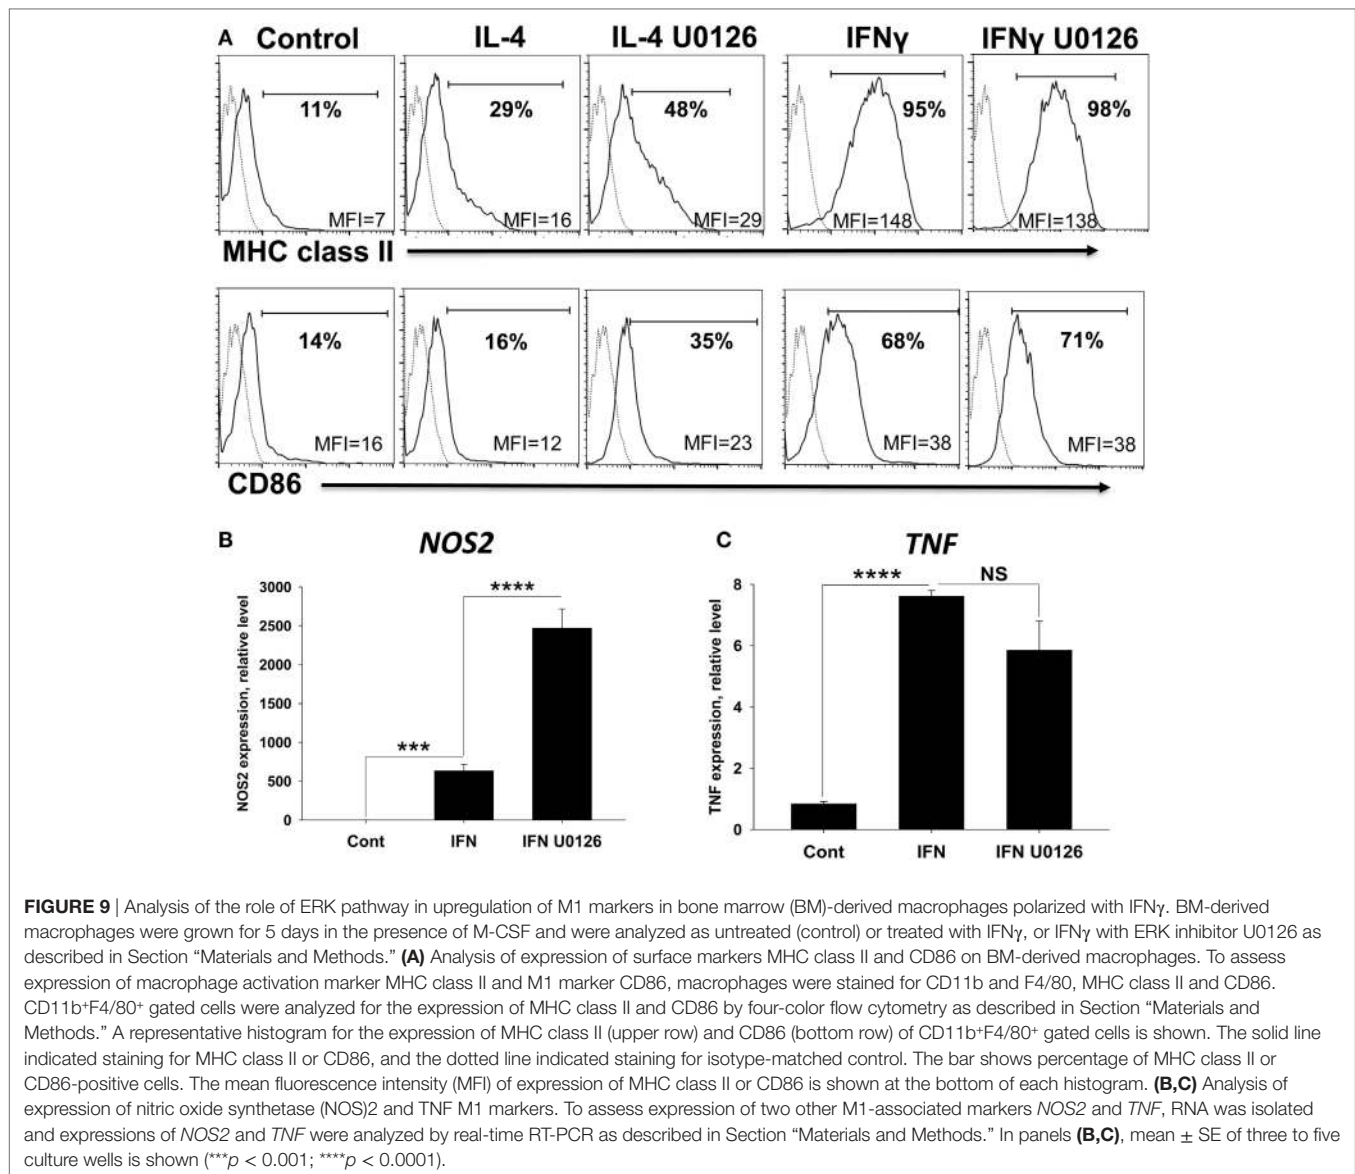 A
Control IL-4 IL-4 U0126 IFNγ IFNγ U0126
11% 29% 48% 95% 98%
MFI=7 MFI=16 MFI=29 MFI=148 MFI=138
MHC class II
14% 16% 35% 68% 71%
MFI=16 MFI=12 MFI=23 MFI=38 MFI=38
CD86
B
NOS2
NOS2 expression, relative level
3000
2500
2000
1500
1000
500
0
****
***
Cont IFN IFN U0126
C
TNF
TNF expression, relative level
8
6
4
2
0
****
NS
Cont IFN IFN U0126
FIGURE 9 | Analysis of the role of ERK pathway in upregulation of M1 markers in bone marrow (BM)-derived macrophages polarized with IFNγ. BM-derived
macrophages were grown for 5 days in the presence of M-CSF and were analyzed as untreated (control) or treated with IFNγ, or IFNγ with ERK inhibitor U0126 as
described in Section “Materials and Methods.” (A) Analysis of expression of surface markers MHC class II and CD86 on BM-derived macrophages. To assess
expression of macrophage activation marker MHC class II and M1 marker CD86, macrophages were stained for CD11b and F4/80, MHC class II and CD86.
CD11b⁺F4/80⁺ gated cells were analyzed for the expression of MHC class II and CD86 by four-color flow cytometry as described in Section “Materials and
Methods.” A representative histogram for the expression of MHC class II (upper row) and CD86 (bottom row) of CD11b⁺F4/80⁺ gated cells is shown. The solid line
indicated staining for MHC class II or CD86, and the dotted line indicated staining for isotype-matched control. The bar shows percentage of MHC class II or
CD86-positive cells. The mean fluorescence intensity (MFI) of expression of MHC class II or CD86 is shown at the bottom of each histogram. (B,C) Analysis of
expression of nitric oxide synthetase (NOS)2 and TNF M1 markers. To assess expression of two other M1-associated markers NOS2 and TNF, RNA was isolated
and expressions of NOS2 and TNF were analyzed by real-time RT-PCR as described in Section “Materials and Methods.” In panels (B,C), mean ± SE of three to five
culture wells is shown (***p < 0.001; ****p < 0.0001).